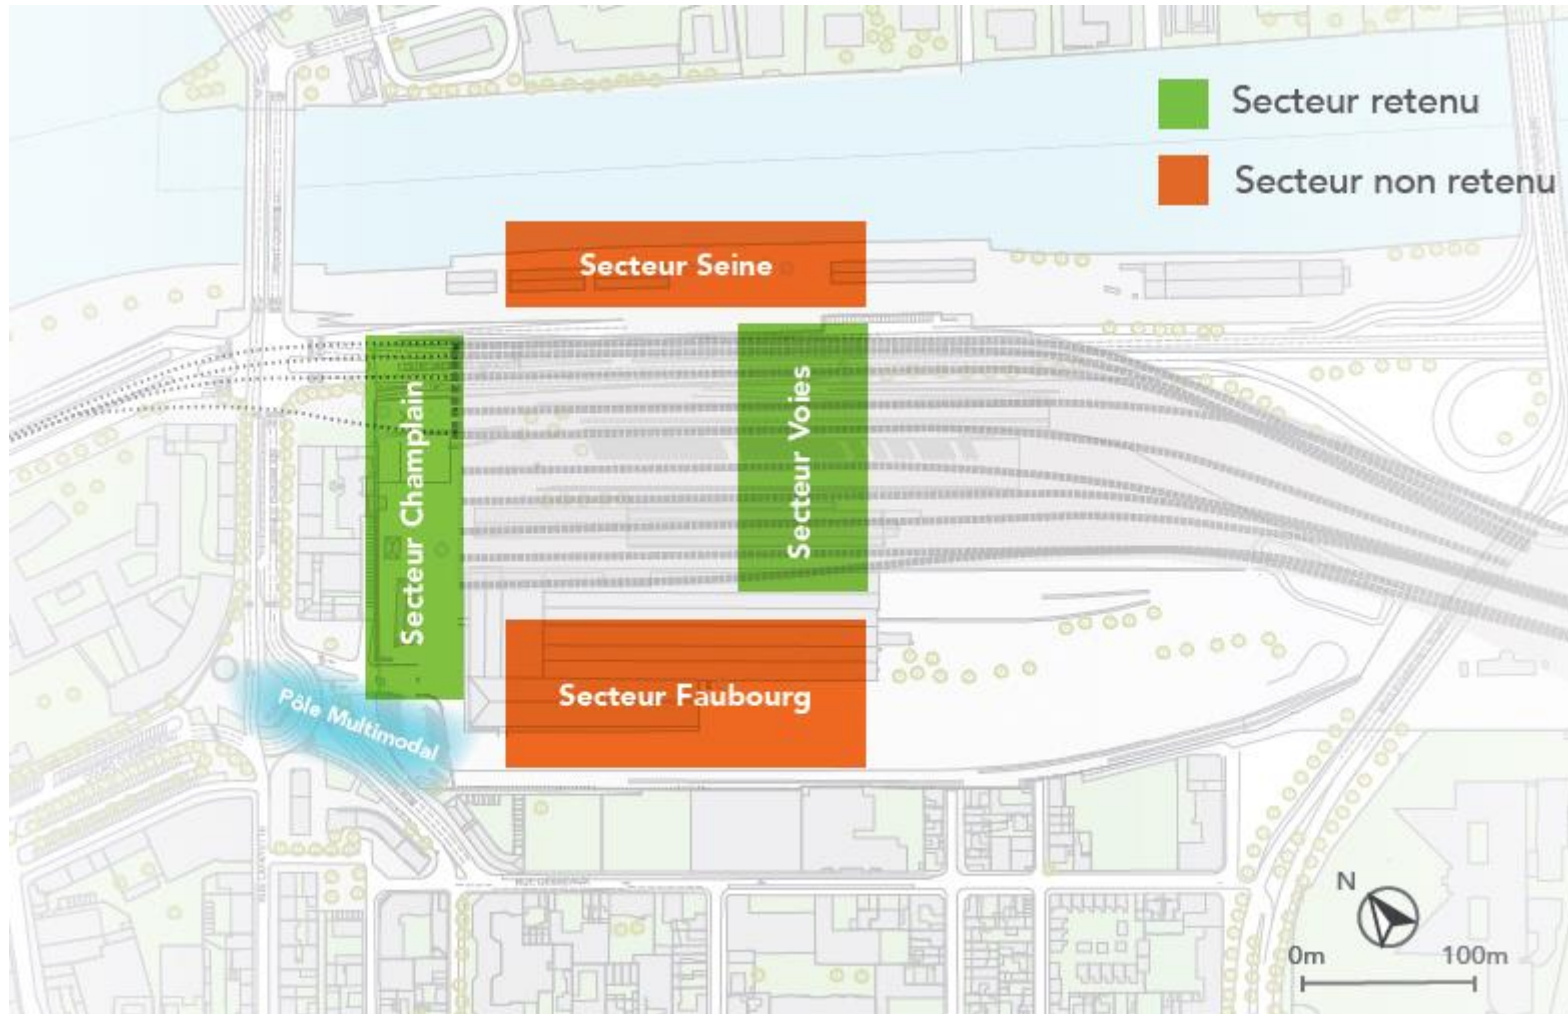 Secteur retenu
Secteur non retenu
Secteur Seine
Secteur Champlain
Secteur Voies
Secteur Faubourg
Pôle Multimodal
N
0m
100m